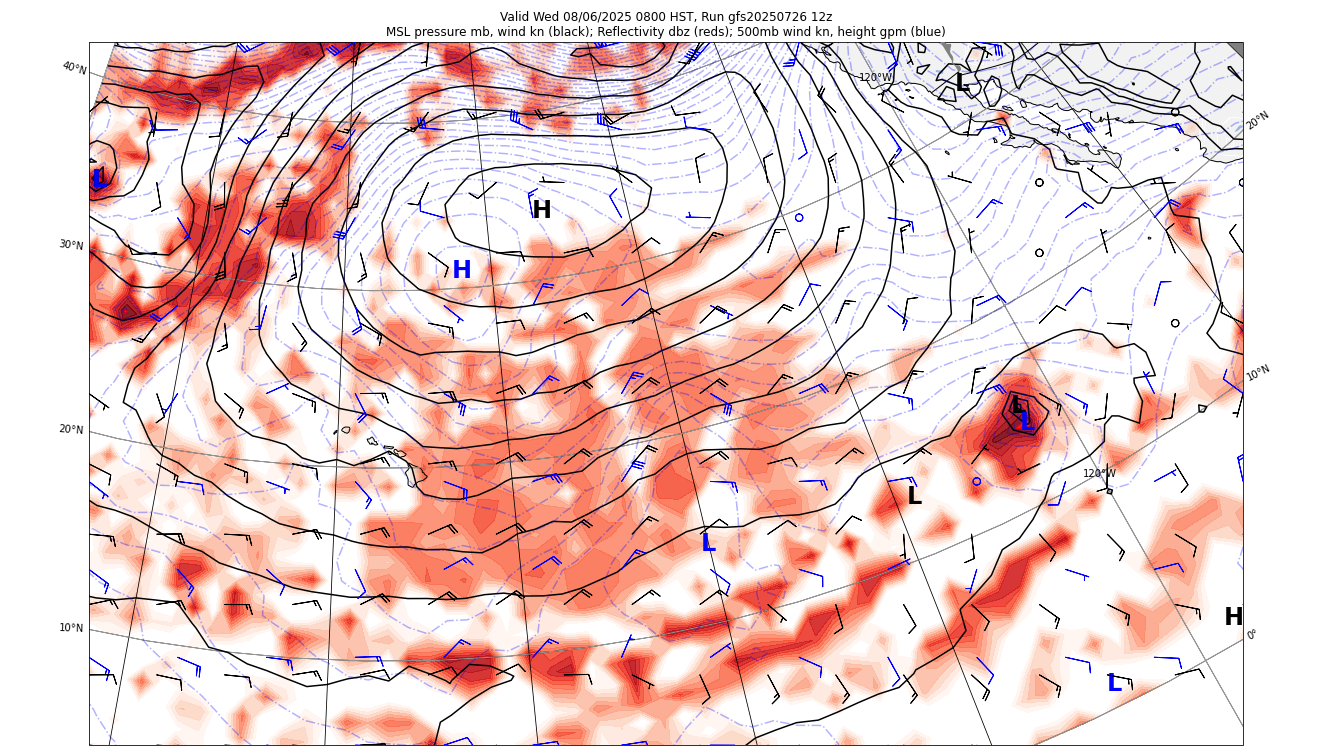 Valid Wed 08/06/2025 0800 HST, Run gfs20250726 12z
MSL pressure mb, wind kn (black); Reflectivity dbz (reds); 500mb wind kn, height gpm (blue)
40°N
120°W
L
20°N
L
H
30°N
H
10°N
L
L
20°N
120°W
L
L
10°N
H
0°
L